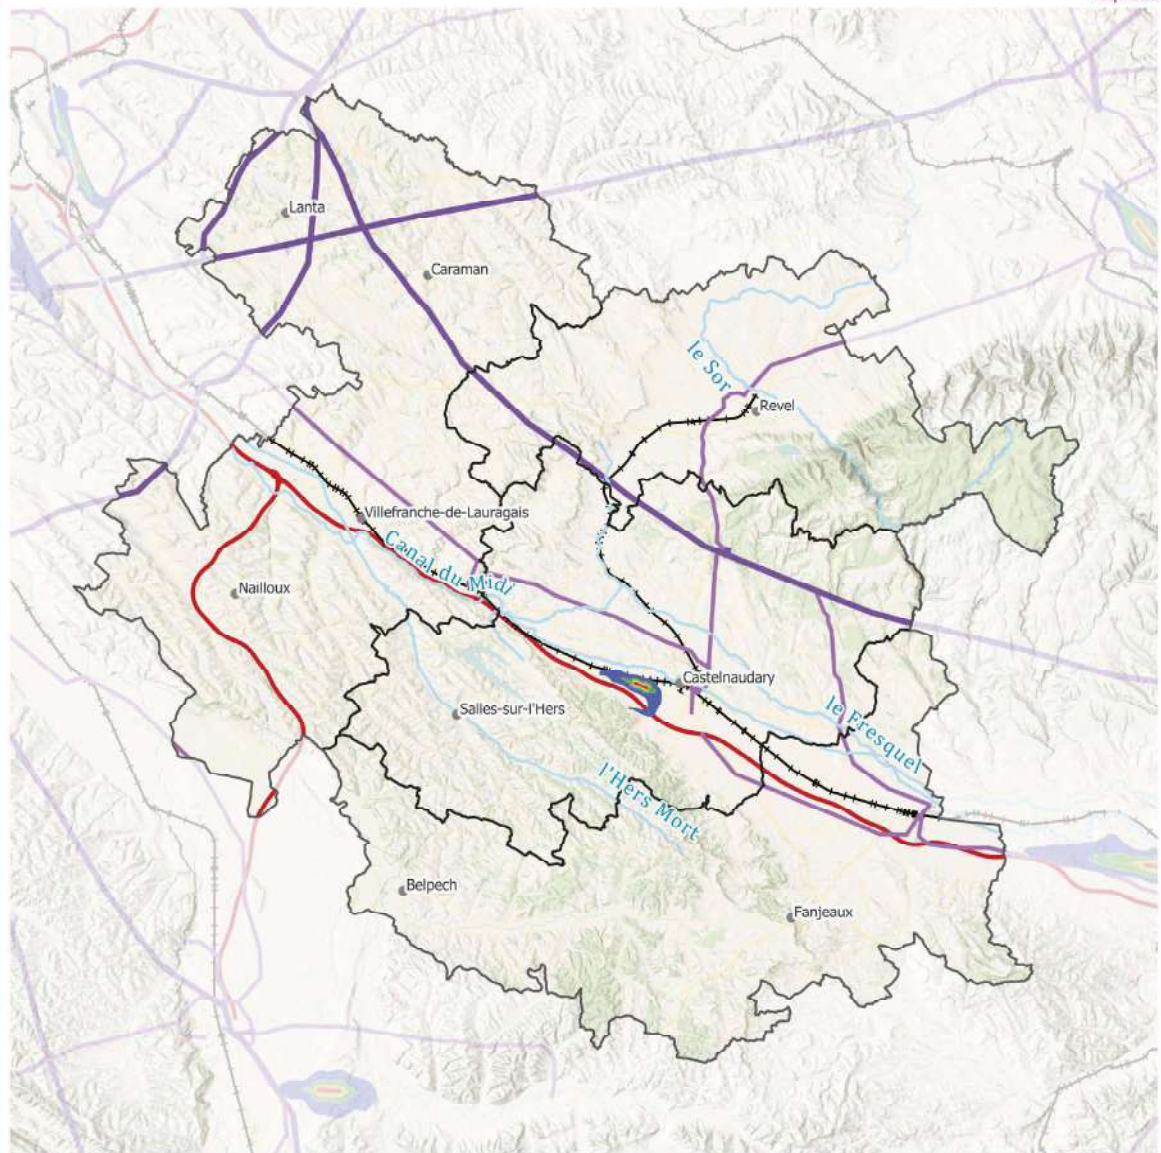 Lanta
Caraman
le Sor
Revel
Villefranche-de-Lauragais
Canal du Midi
Nailloux
Castelnaudary
Salles-sur-l'Hers
le Fresquel
l'Hers Mort
Belpech
Fanjeaux